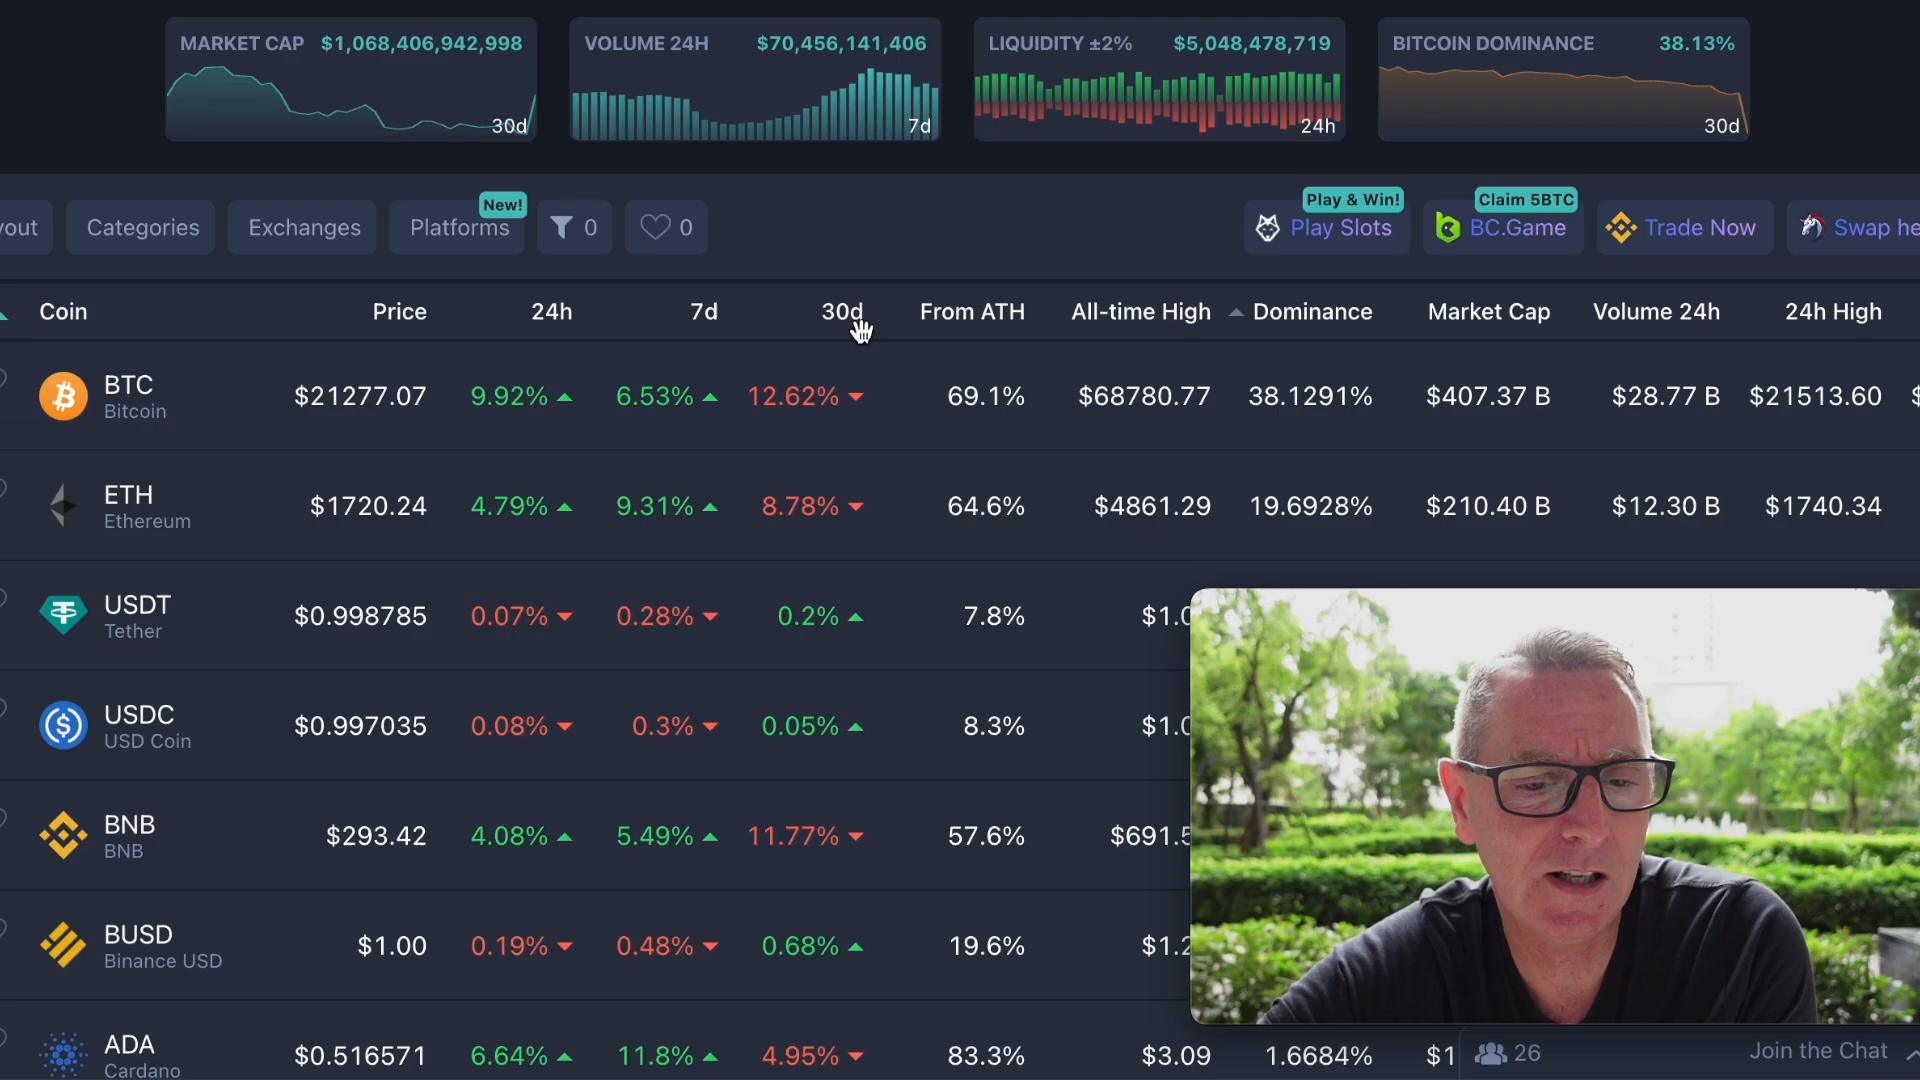 MARKET CAP $1,068,406,942,998
30d
VOLUME 24H $70,456,141,406
7d
LIQUIDITY ±2% $5,048,478,719
24h
BITCOIN DOMINANCE 38.13%
30d
Categories
Exchanges
Platforms
New!
0
0
Play & Win!
Play Slots
Claim 5BTC
BC.Game
Trade Now
Swap
Coin Price 24h 7d 30d From ATH All-time High Dominance Market Cap Volume 24h 24h High
BTC
Bitcoin
$21277.07 9.92% 6.53% 12.62% 69.1% $68780.77 38.1291% $407.37 B $28.77 B $21513.60
ETH
Ethereum
$1720.24 4.79% 9.31% 8.78% 64.6% $4861.29 19.6928% $210.40 B $12.30 B $1740.34
USDT
Tether
$0.998785 0.07% 0.28% 0.2% 7.8% $1.0
USDC
USD Coin
$0.997035 0.08% 0.3% 0.05% 8.3% $1.0
BNB
BNB
$293.42 4.08% 5.49% 11.77% 57.6% $691.5
BUSD
Binance USD
$1.00 0.19% 0.48% 0.68% 19.6% $1.2
ADA
Cardano
$0.516571 6.64% 11.8% 4.95% 83.3% $3.09 1.6684% $1
26 Join the Chat